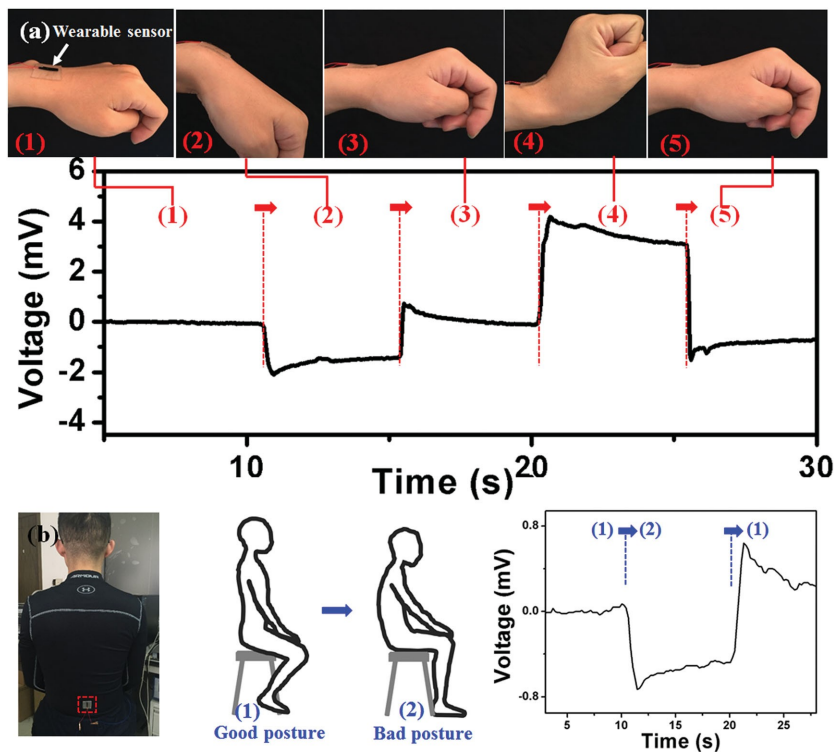 (a) Wearable sensor
(1) (2) (3) (4) (5)
6
(1) (2) (3) (4) (5)
4
2
0
-2
-4
Voltage (mV)
10 20 30
Time (s)
(b)
ARMOUR
(1)
Good posture
(2)
Bad posture
(1) (2) (1)
0.8
0.0
-0.8
Voltage (mV)
5 10 15 20 25
Time (s)